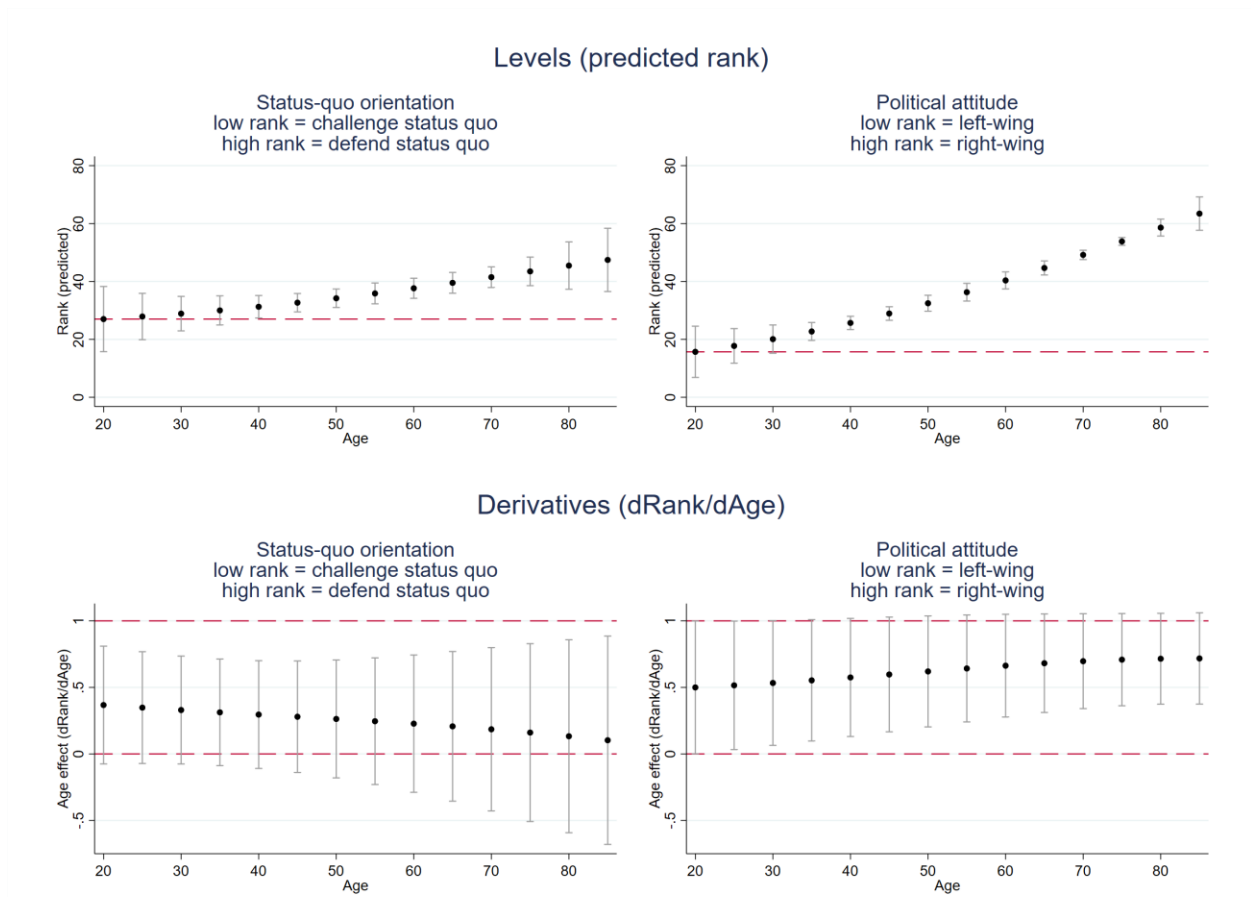 Levels (predicted rank)
Status-quo orientation
low rank = challenge status quo
high rank = defend status quo
Rank (predicted)
80
60
40
20
0
20 30 40 50 60 70 80
Age
Political attitude
low rank = left-wing
high rank = right-wing
Rank (predicted)
80
60
40
20
0
20 30 40 50 60 70 80
Age
Derivatives (dRank/dAge)
Status-quo orientation
low rank = challenge status quo
high rank = defend status quo
Age effect (dRank/dAge)
1
.5
0
-.5
20 30 40 50 60 70 80
Age
Political attitude
low rank = left-wing
high rank = right-wing
Age effect (dRank/dAge)
1
.5
0
-.5
20 30 40 50 60 70 80
Age